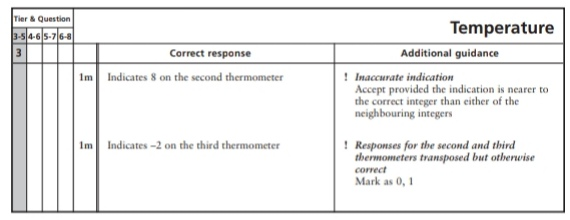 Tier & Question
Temperature
3-5 4-6 5-7 6-8
3
Correct response
Additional guidance
1m Indicates 8 on the second thermometer
! Inaccurate indication
Accept provided the indication is nearer to
the correct integer than either of the
neighbouring integers
1m Indicates –2 on the third thermometer
! Responses for the second and third
thermometers transposed but otherwise
correct
Mark as 0, 1